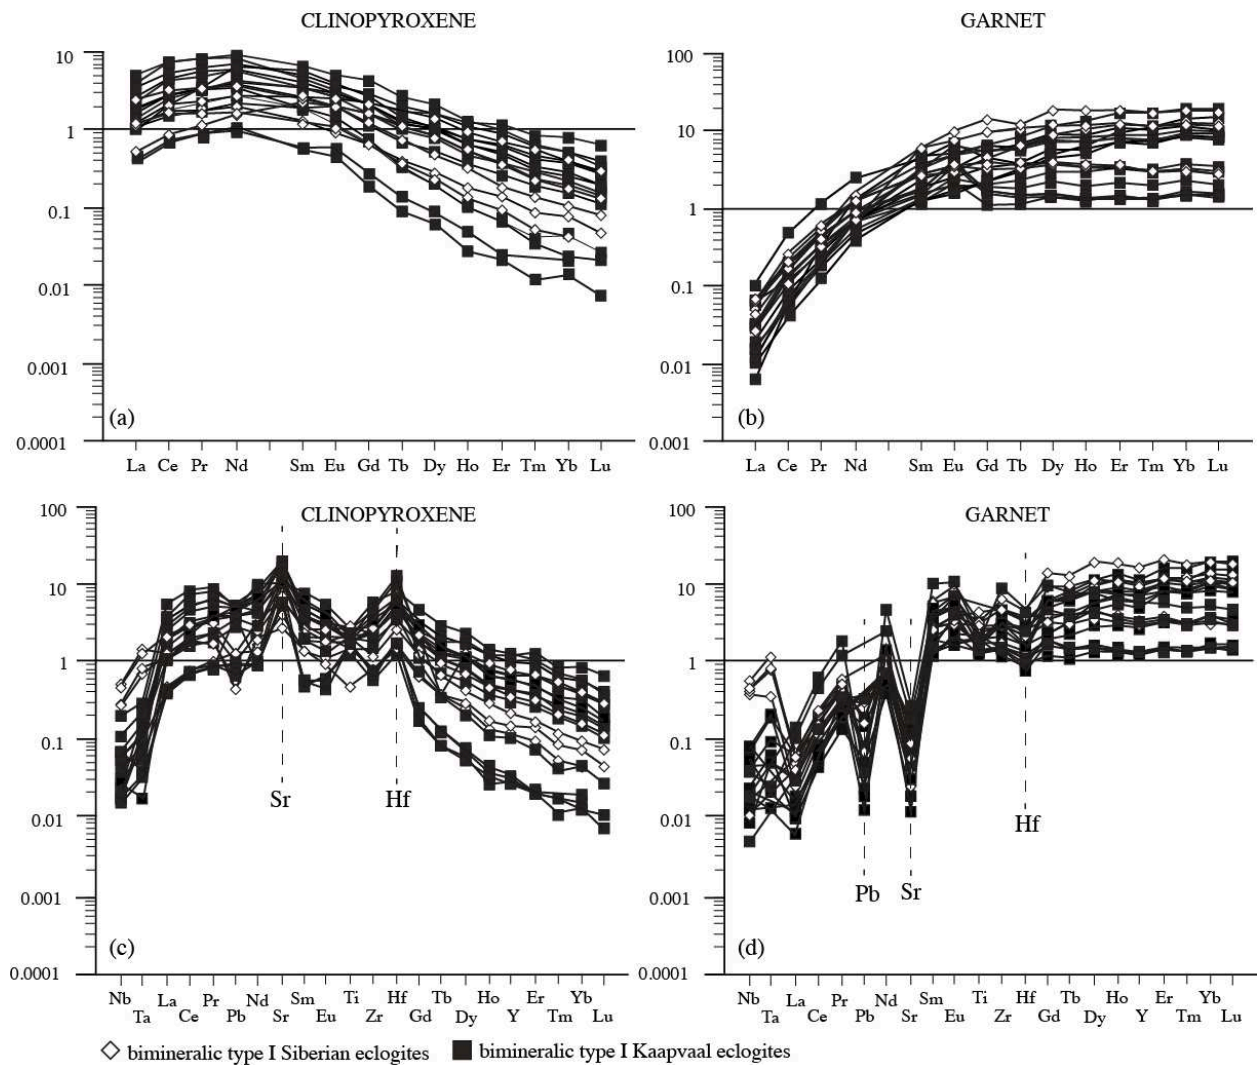 CLINOPYROXENE
10
1
0.1
0.01
0.001
0.0001
(a)
La Ce Pr Nd Sm Eu Gd Tb Dy Ho Er Tm Yb Lu
GARNET
100
10
1
0.1
0.01
0.001
(b)
La Ce Pr Nd Sm Eu Gd Tb Dy Ho Er Tm Yb Lu
CLINOPYROXENE
100
10
1
0.1
0.01
0.001
0.0001
Sr
Hf
(c)
Nb Ta La Ce Pr Pb Nd Sr Sm Eu Ti Zr Hf Gd Tb Dy Ho Y Er Tm Yb Lu
GARNET
100
10
1
0.1
0.01
0.001
0.0001
Pb
Sr
Hf
(d)
Nb Ta La Ce Pr Pb Nd Sr Sm Eu Ti Zr Hf Gd Tb Dy Ho Y Er Tm Yb Lu
bimineralic type I Siberian eclogites
bimineralic type I Kaapvaal eclogites